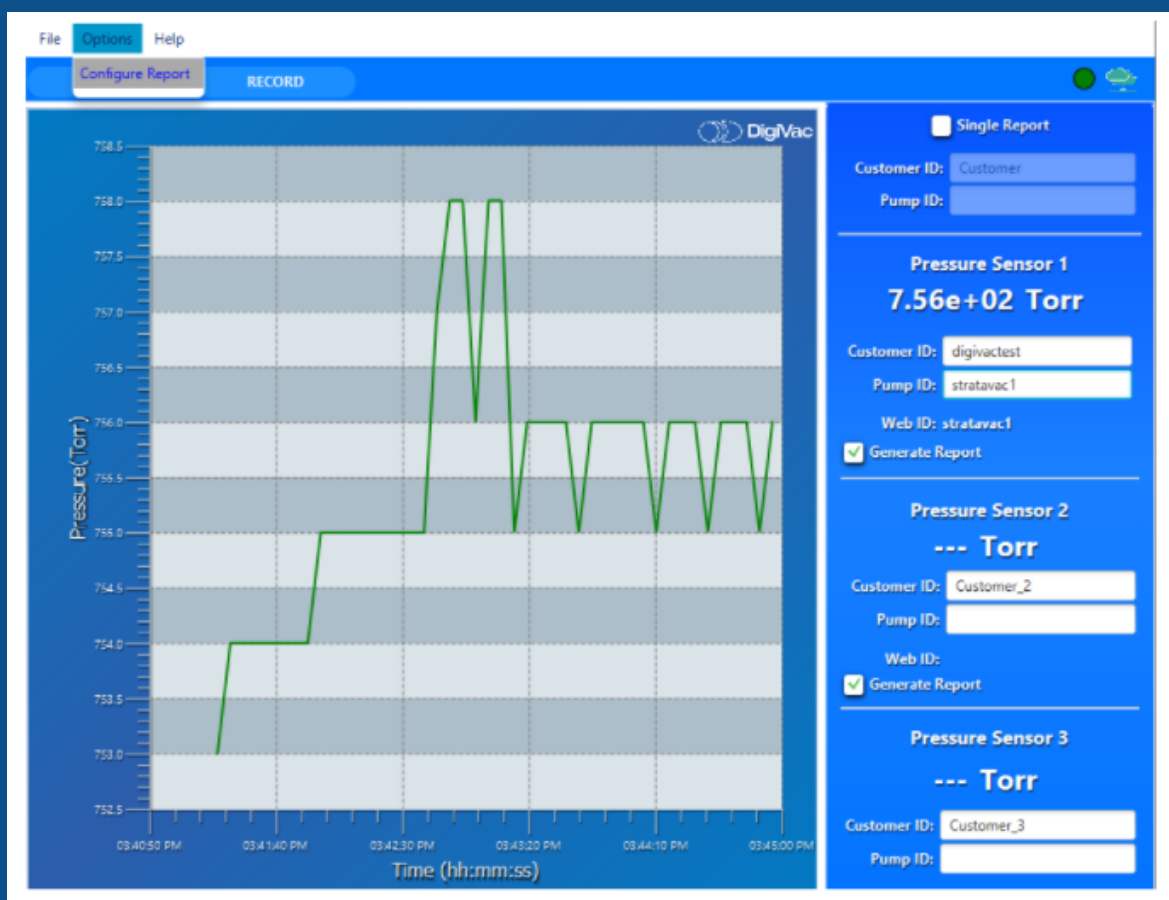 File Options Help
Configure Report
RECORD
DigiVac
758.5
758.0
757.5
757.0
756.5
756.0
755.5
755.0
754.5
754.0
753.5
753.0
752.5
Pressure(Torr)
03:40:50 PM 03:41:40 PM 03:42:30 PM 03:43:20 PM 03:44:10 PM 03:45:00 PM
Time (hh:mm:ss)
Single Report
Customer ID: Customer
Pump ID:
Pressure Sensor 1
7.56e+02 Torr
Customer ID: digivactest
Pump ID: stratavac1
Web ID: stratavac1
Generate Report
Pressure Sensor 2
--- Torr
Customer ID: Customer_2
Pump ID:
Web ID:
Generate Report
Pressure Sensor 3
--- Torr
Customer ID: Customer_3
Pump ID: